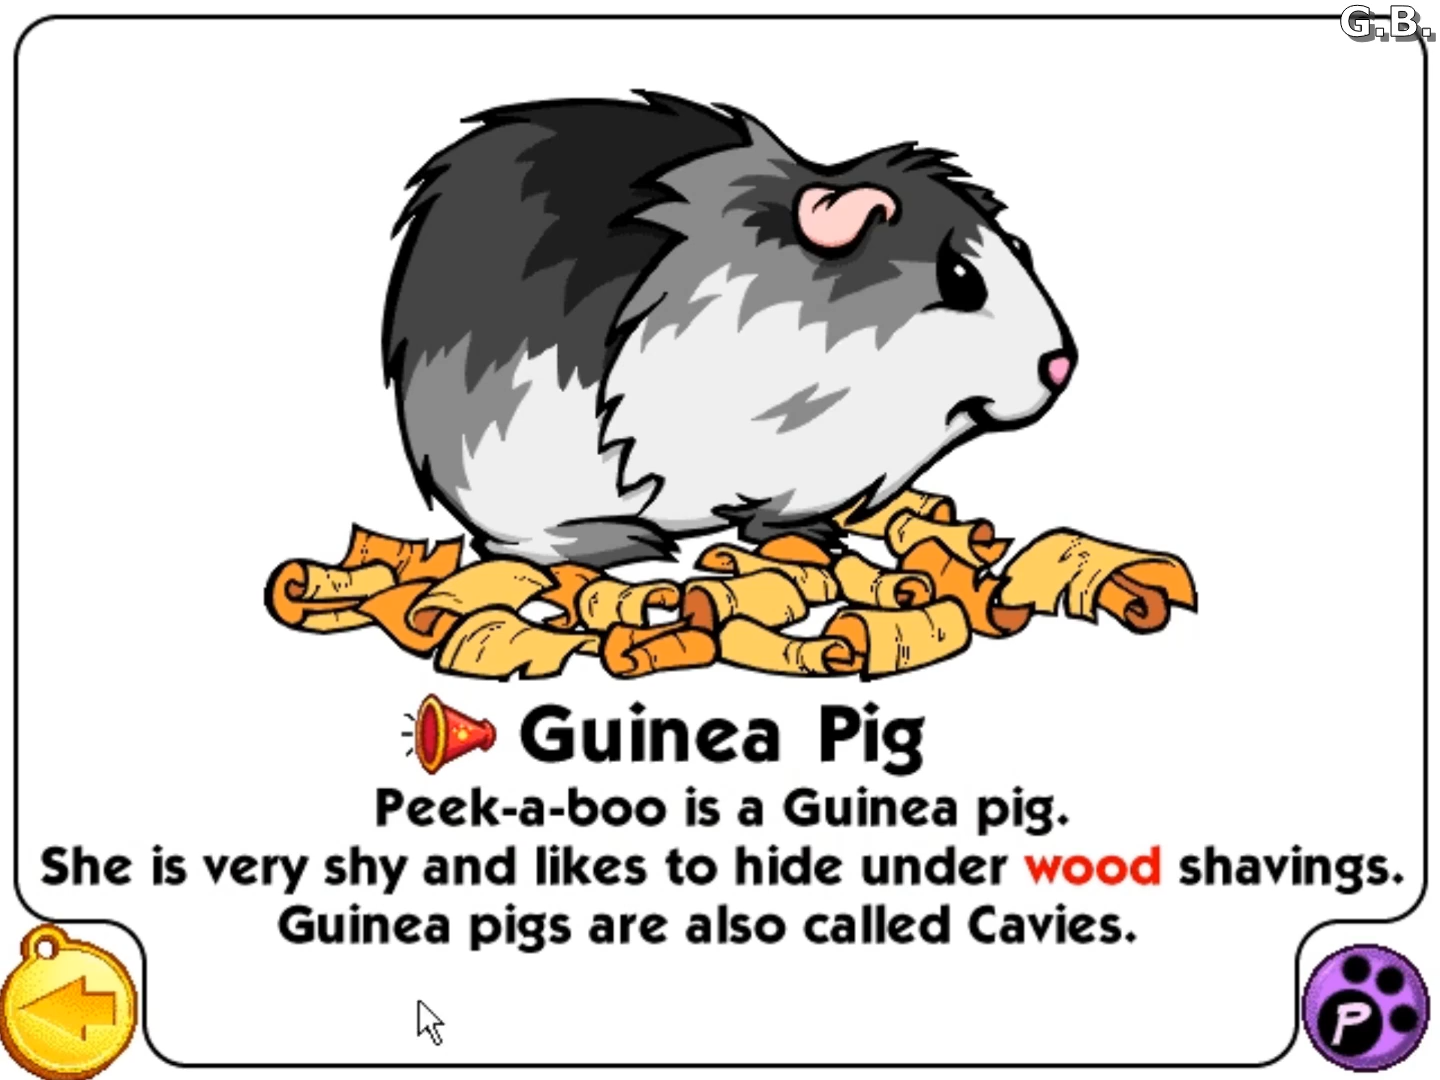 G.B.
Guinea Pig
Peek-a-boo is a Guinea pig.
She is very shy and likes to hide under wood shavings.
Guinea pigs are also called Cavies.
P